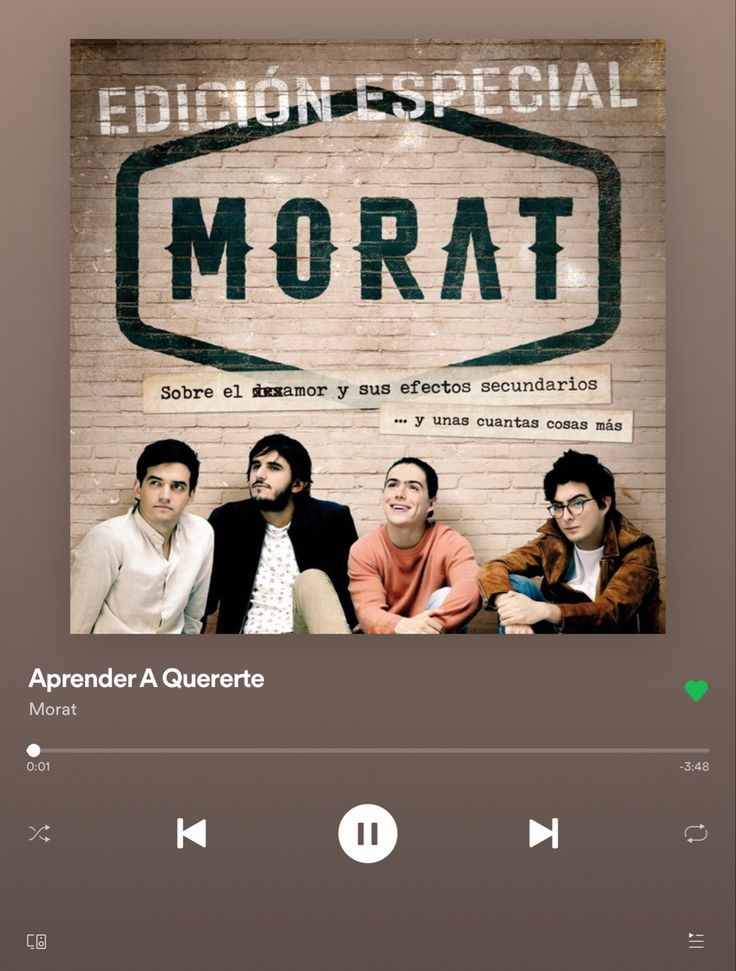 EDICIÓN ESPECIAL
MORAT
Sobre el desamor y sus efectos secundarios
... y unas cuantas cosas más
Aprender A Quererte
Morat
0:01
-3:48